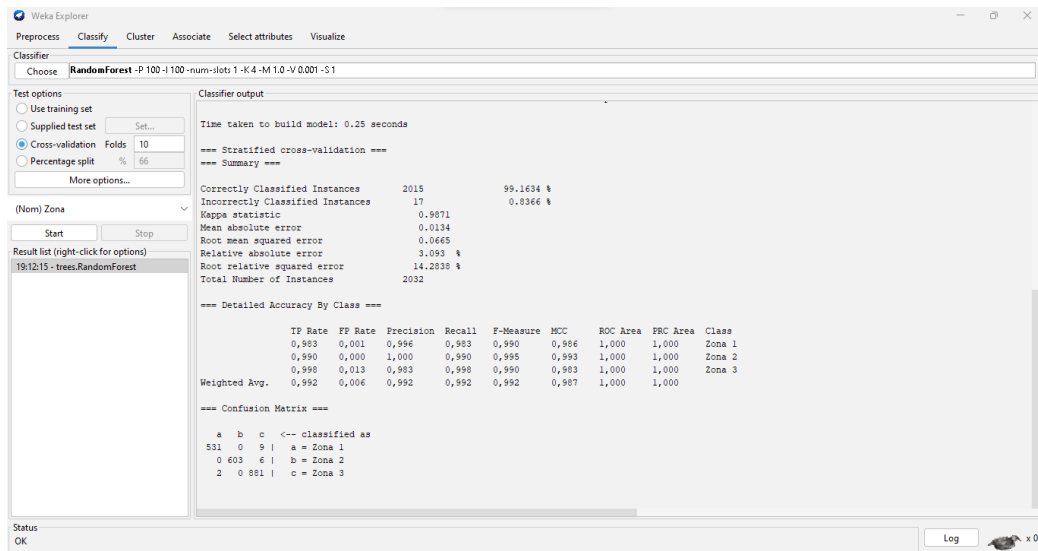 Weka Explorer
Preprocess Classify Cluster Associate Select attributes Visualize
Classifier
Choose RandomForest -P 100 -I 100 -num-slots 1 -K 4 -M 1.0 -V 0.001 -S 1
Test options
Use training set
Supplied test set Set...
Cross-validation Folds 10
Percentage split % 66
More options...
(Nom) Zona
Start Stop
Result list (right-click for options)
19:12:15 - trees.RandomForest
Classifier output
Time taken to build model: 0.25 seconds
=== Stratified cross-validation ===
=== Summary ===
Correctly Classified Instances 2015 99.1634 %
Incorrectly Classified Instances 17 0.8366 %
Kappa statistic 0.9871
Mean absolute error 0.0134
Root mean squared error 0.0665
Relative absolute error 3.093 %
Root relative squared error 14.2838 %
Total Number of Instances 2032
=== Detailed Accuracy By Class ===
TP Rate FP Rate Precision Recall F-Measure MCC ROC Area PRC Area Class
0,983 0,001 0,996 0,983 0,990 0,986 1,000 1,000 Zona 1
0,990 0,000 1,000 0,990 0,995 0,993 1,000 1,000 Zona 2
0,998 0,013 0,983 0,998 0,990 0,983 1,000 1,000 Zona 3
Weighted Avg. 0,992 0,006 0,992 0,992 0,992 0,987 1,000 1,000
=== Confusion Matrix ===
a b c <-- classified as
531 0 9 | a = Zona 1
0 603 6 | b = Zona 2
2 0 881 | c = Zona 3
Status
OK
Log x 0